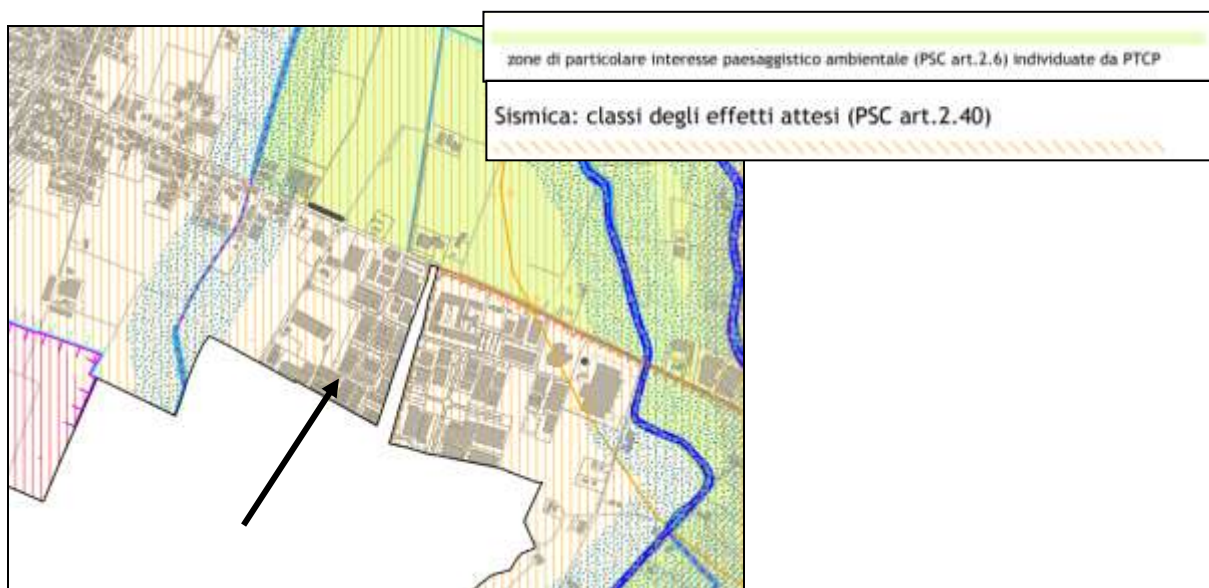 zone di particolare interesse paesaggistico ambientale (PSC art.2.6) individuate da PTCP
Sismica: classi degli effetti attesi (PSC art.2.40)